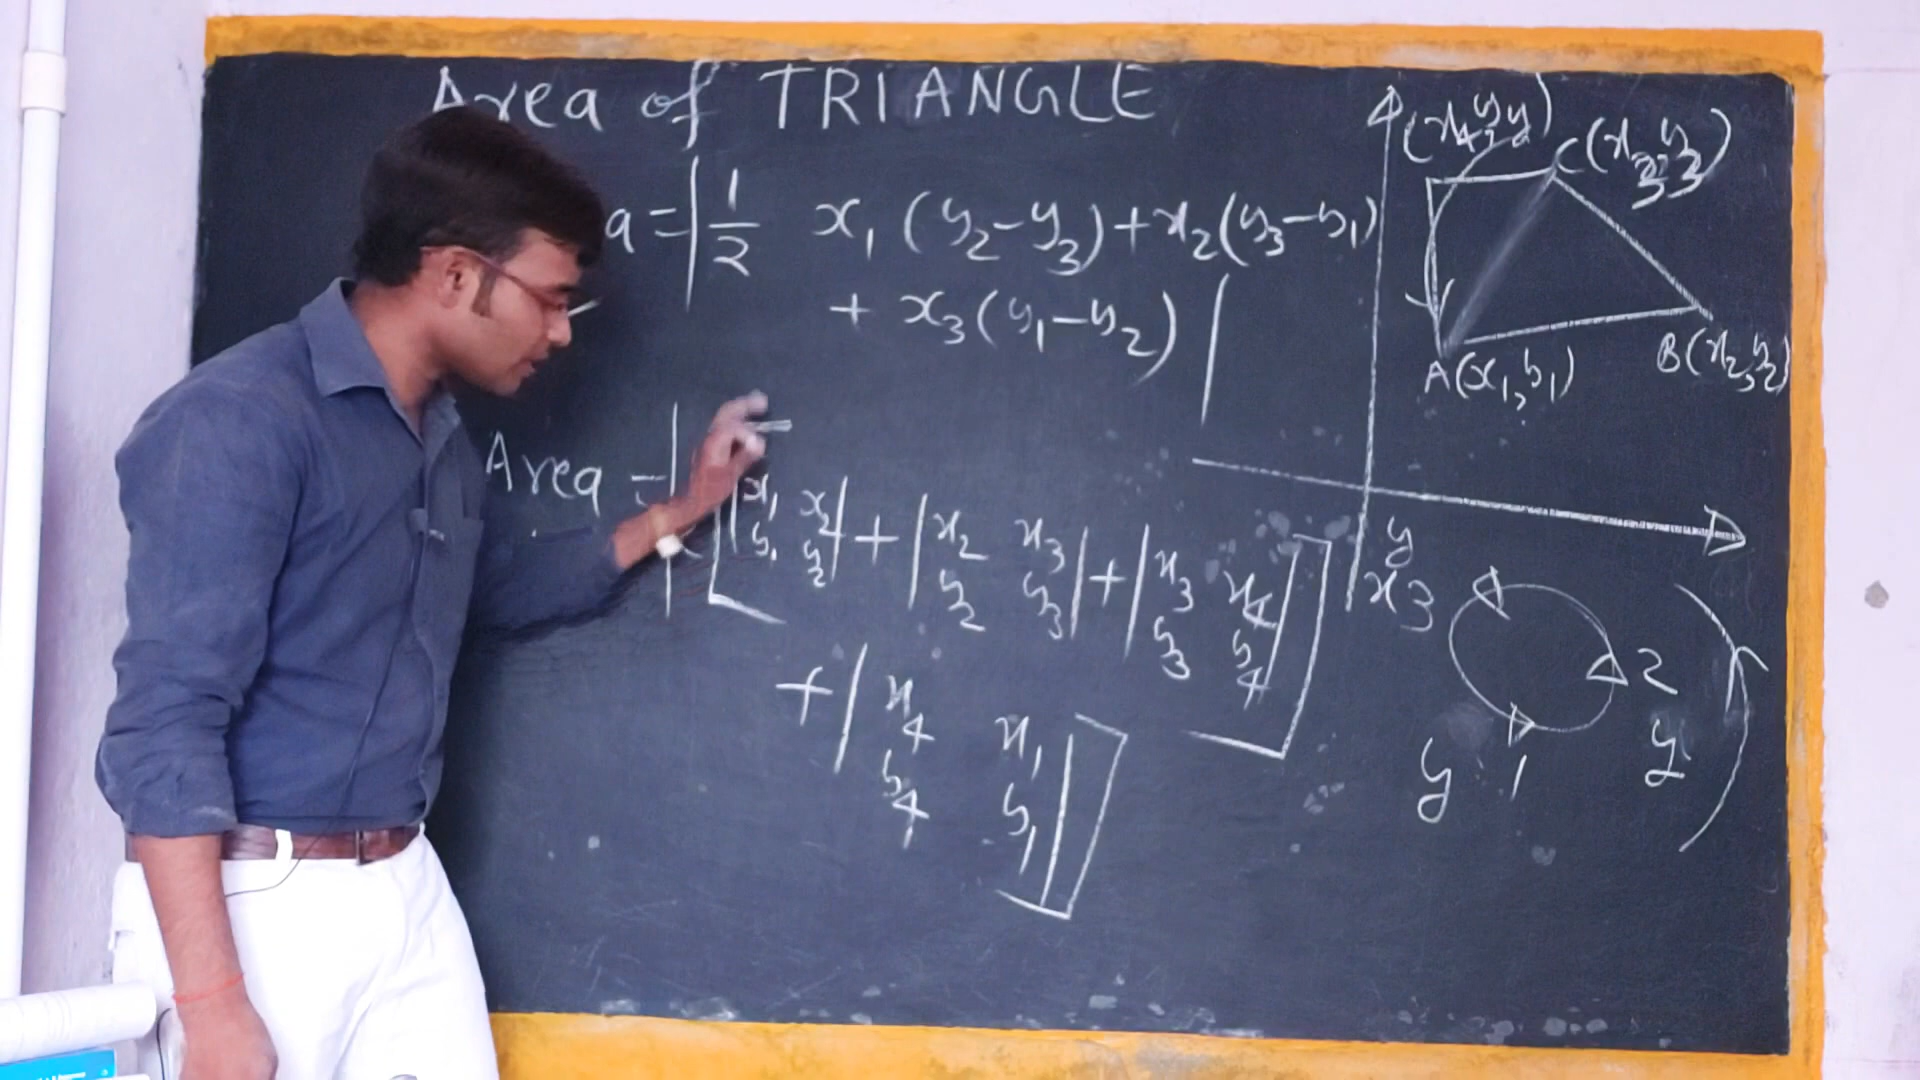 Area of TRIANGLE
a = | 1/2 x₁ (y₂ - y₃) + x₂ (y₃ - y₁)
+ x₃ (y₁ - y₂) |
(x₄, y₄)
C (x₃, y₃)
A (x₁, y₁)
B (x₂, y₂)
Area = | [ | x₁ x₂ | + | x₂ x₃ | + | x₃ x₄ | ]
y₁ y₂ y₂ y₃ y₃ y₄
+ | x₄ x₁ | ]
y₄ y₁
y
x 3
2
y
y 1